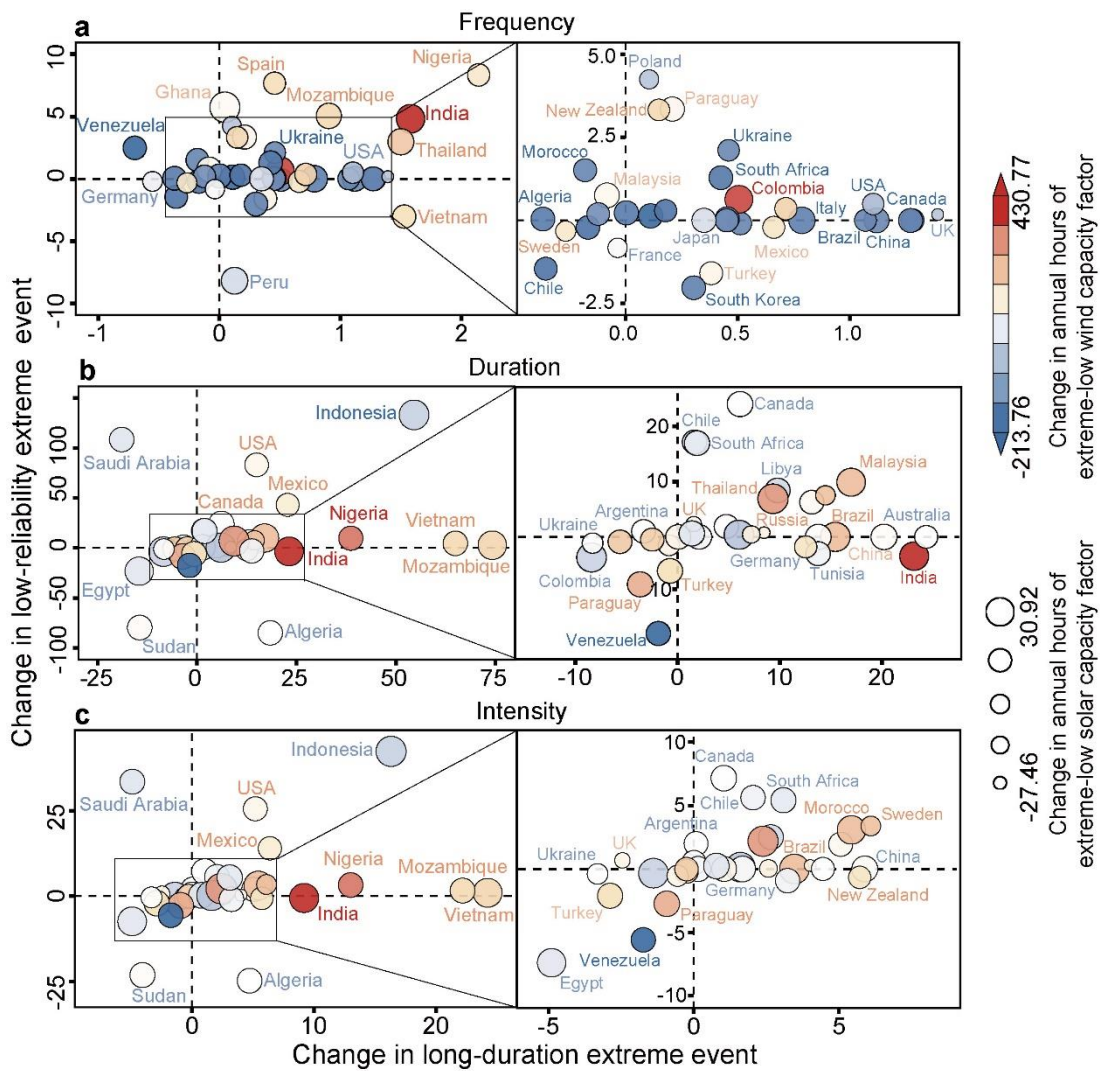 a
Frequency
10
5
0
-5
-10
-1
0
1
2
Spain
Nigeria
Ghana
Mozambique
India
Venezuela
Ukraine
Thailand
USA
Germany
Vietnam
Peru
5.0
2.5
-2.5
0.0
0.5
1.0
Poland
New Zealand
Paraguay
Ukraine
Morocco
South Africa
Malaysia
Colombia
USA
Algeria
Italy
Canada
Sweden
Japan
Brazil
China
UK
France
Mexico
Chile
Turkey
South Korea
b
Duration
100
50
0
-50
-100
-25
0
25
50
75
Indonesia
Saudi Arabia
USA
Mexico
Canada
Nigeria
Vietnam
India
Mozambique
Egypt
Sudan
Algeria
20
10
10
-10
0
10
20
Canada
Chile
South Africa
Libya
Malaysia
Thailand
Argentina
UK
Ukraine
Russia
Brazil
Australia
Germany
China
Colombia
Tunisia
India
Paraguay
Turkey
Venezuela
c
Intensity
25
0
-25
0
10
20
Indonesia
Saudi Arabia
USA
Mexico
Nigeria
Mozambique
India
Vietnam
Sudan
Algeria
10
5
-5
-10
-5
0
5
Canada
South Africa
Chile
Morocco
Sweden
Argentina
UK
Brazil
Ukraine
China
Germany
New Zealand
Turkey
Paraguay
Venezuela
Egypt
Change in long-duration extreme event
Change in low-reliability extreme event
430.77
-213.76
Change in annual hours of
extreme-low wind capacity factor
30.92
-27.46
Change in annual hours of
extreme-low solar capacity factor